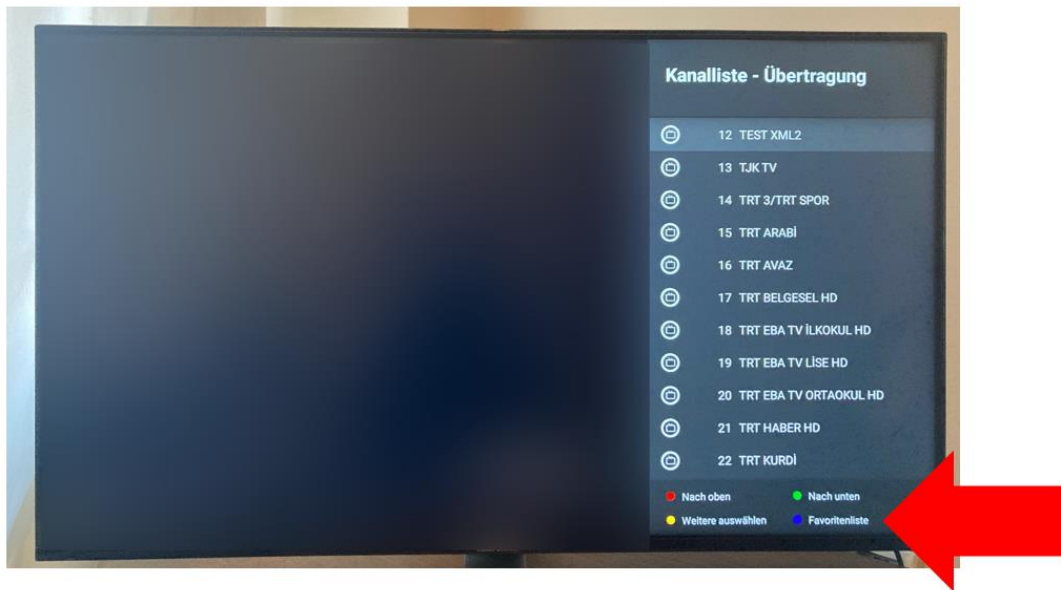 Kanalliste - Übertragung
12 TEST XML2
13 TJK TV
14 TRT 3/TRT SPOR
15 TRT ARABİ
16 TRT AVAZ
17 TRT BELGESEL HD
18 TRT EBA TV İLKOKUL HD
19 TRT EBA TV LİSE HD
20 TRT EBA TV ORTAOKUL HD
21 TRT HABER HD
22 TRT KURDİ
Nach oben Nach unten
Weitere auswählen Favoritenliste